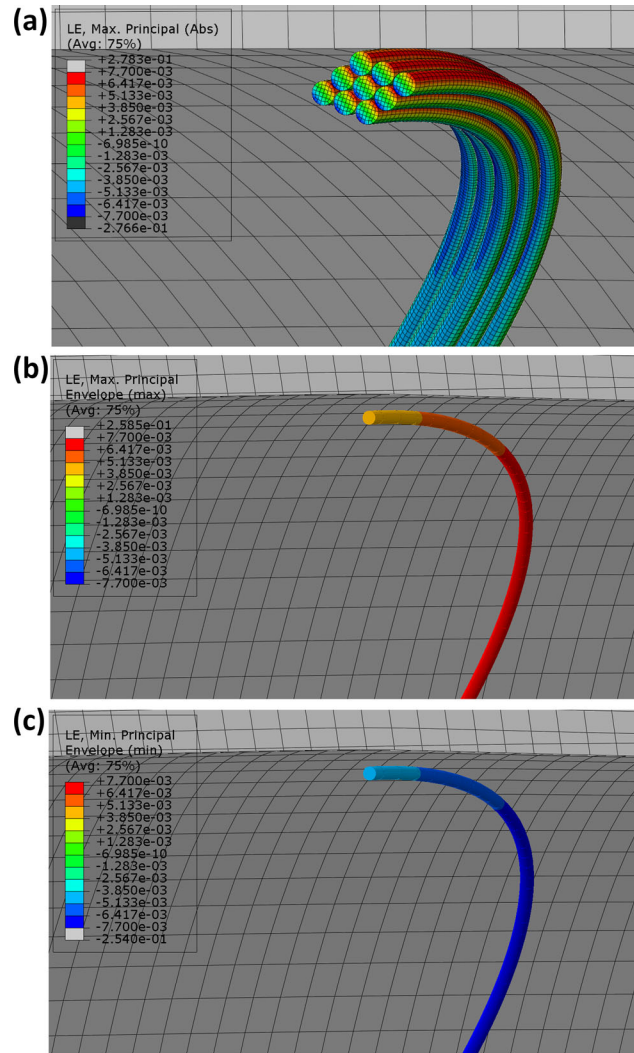 (a)
LE, Max. Principal (Abs)
(Avg: 75%)
+2.783e-01
+7.700e-03
+6.417e-03
+5.133e-03
+3.850e-03
+2.567e-03
+1.283e-03
-6.985e-10
-1.283e-03
-2.567e-03
-3.850e-03
-5.133e-03
-6.417e-03
-7.700e-03
-2.766e-01
(b)
LE, Max. Principal
Envelope (max)
(Avg: 75%)
+2.585e-01
+7.700e-03
+6.417e-03
+5.133e-03
+3.850e-03
+2.567e-03
+1.283e-03
-6.985e-10
-1.283e-03
-2.567e-03
-3.850e-03
-5.133e-03
-6.417e-03
-7.700e-03
(c)
LE, Min. Principal
Envelope (min)
(Avg: 75%)
+7.700e-03
+6.417e-03
+5.133e-03
+3.850e-03
+2.567e-03
+1.283e-03
-6.985e-10
-1.283e-03
-2.567e-03
-3.850e-03
-5.133e-03
-6.417e-03
-7.700e-03
-2.540e-01